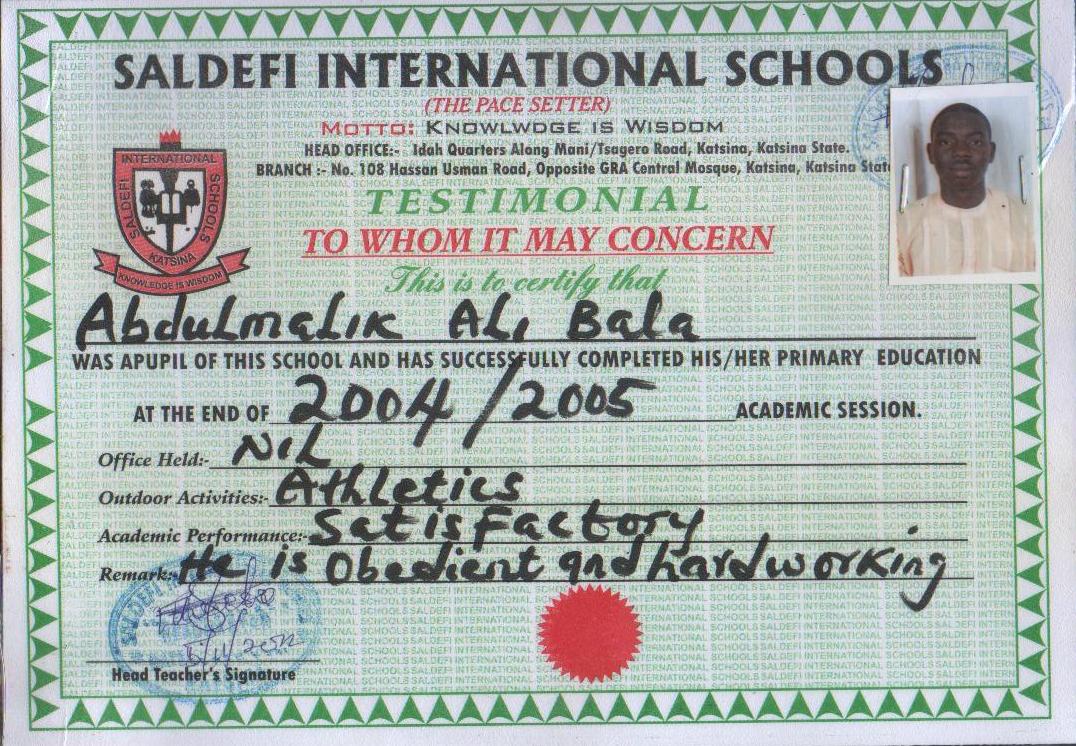 SALDEFI INTERNATIONAL SCHOOLS
(THE PACE SETTER)
MOTTO: KNOWLWDGE IS WISDOM
HEAD OFFICE:- Idah Quarters Along Mani/Tsagero Road, Katsina, Katsina State.
BRANCH :- No. 108 Hassan Usman Road, Opposite GRA Central Mosque, Katsina, Katsina State
INTERNATIONAL
SALDEFI
SCHOOLS
KATSINA
KNOWLEDGE IS WISDOM
TESTIMONIAL
TO WHOM IT MAY CONCERN
This is to certify that
Abdulmalik Ali Bala
WAS APUPIL OF THIS SCHOOL AND HAS SUCCESSFULLY COMPLETED HIS/HER PRIMARY EDUCATION
AT THE END OF 2004/2005 ACADEMIC SESSION.
Office Held:- Nil
Outdoor Activities:- Athletics
Academic Performance:- Satisfactory
Remark:- He is Obedient and hardworking
Head Teacher's Signature